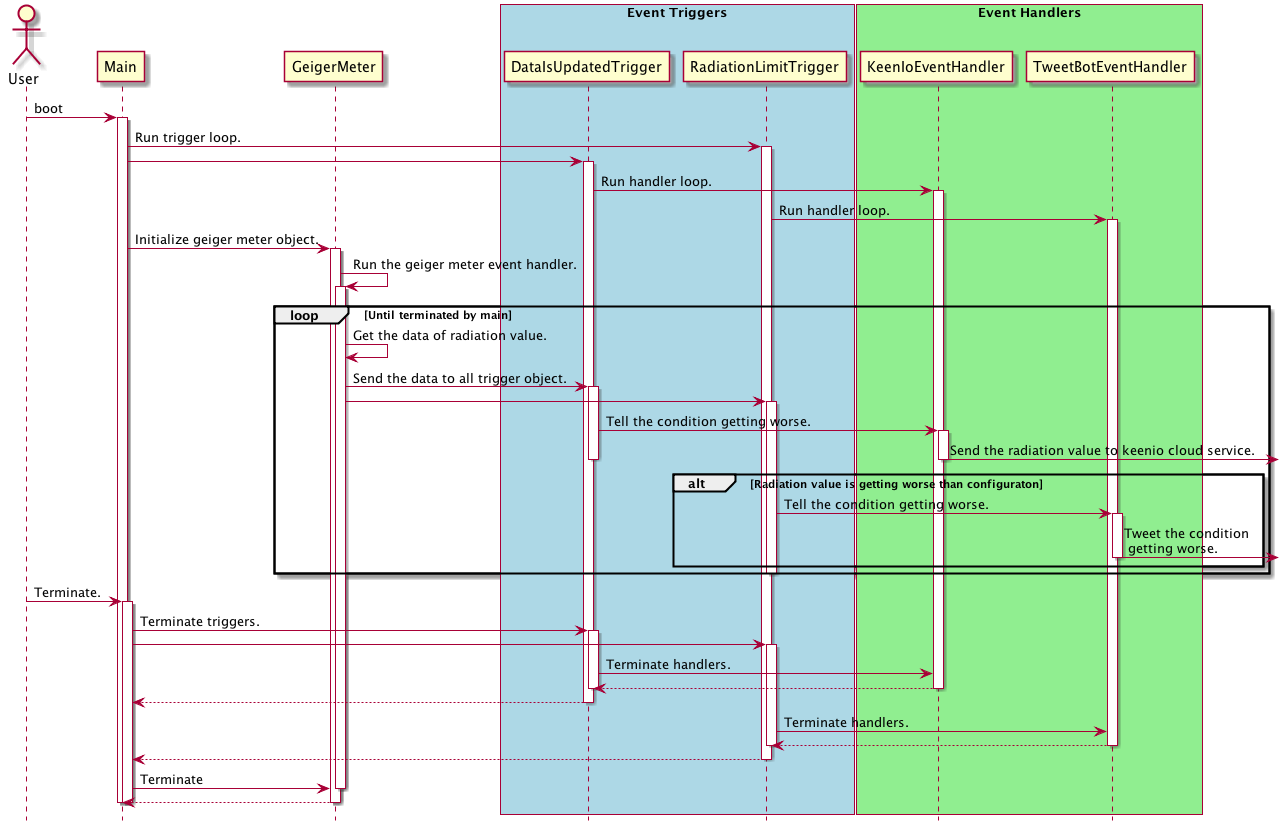 Event Triggers
Event Handlers
User
Main
GeigerMeter
DataIsUpdatedTrigger
RadiationLimitTrigger
KeenIoEventHandler
TweetBotEventHandler
boot
Run trigger loop.
Run handler loop.
Run handler loop.
Initialize geiger meter object.
Run the geiger meter event handler.
loop
[Until terminated by main]
Get the data of radiation value.
Send the data to all trigger object.
Tell the condition getting worse.
Send the radiation value to keenio cloud service.
alt
[Radiation value is getting worse than configuraton]
Tell the condition getting worse.
Tweet the condition
getting worse.
Terminate.
Terminate triggers.
Terminate handlers.
Terminate handlers.
Terminate